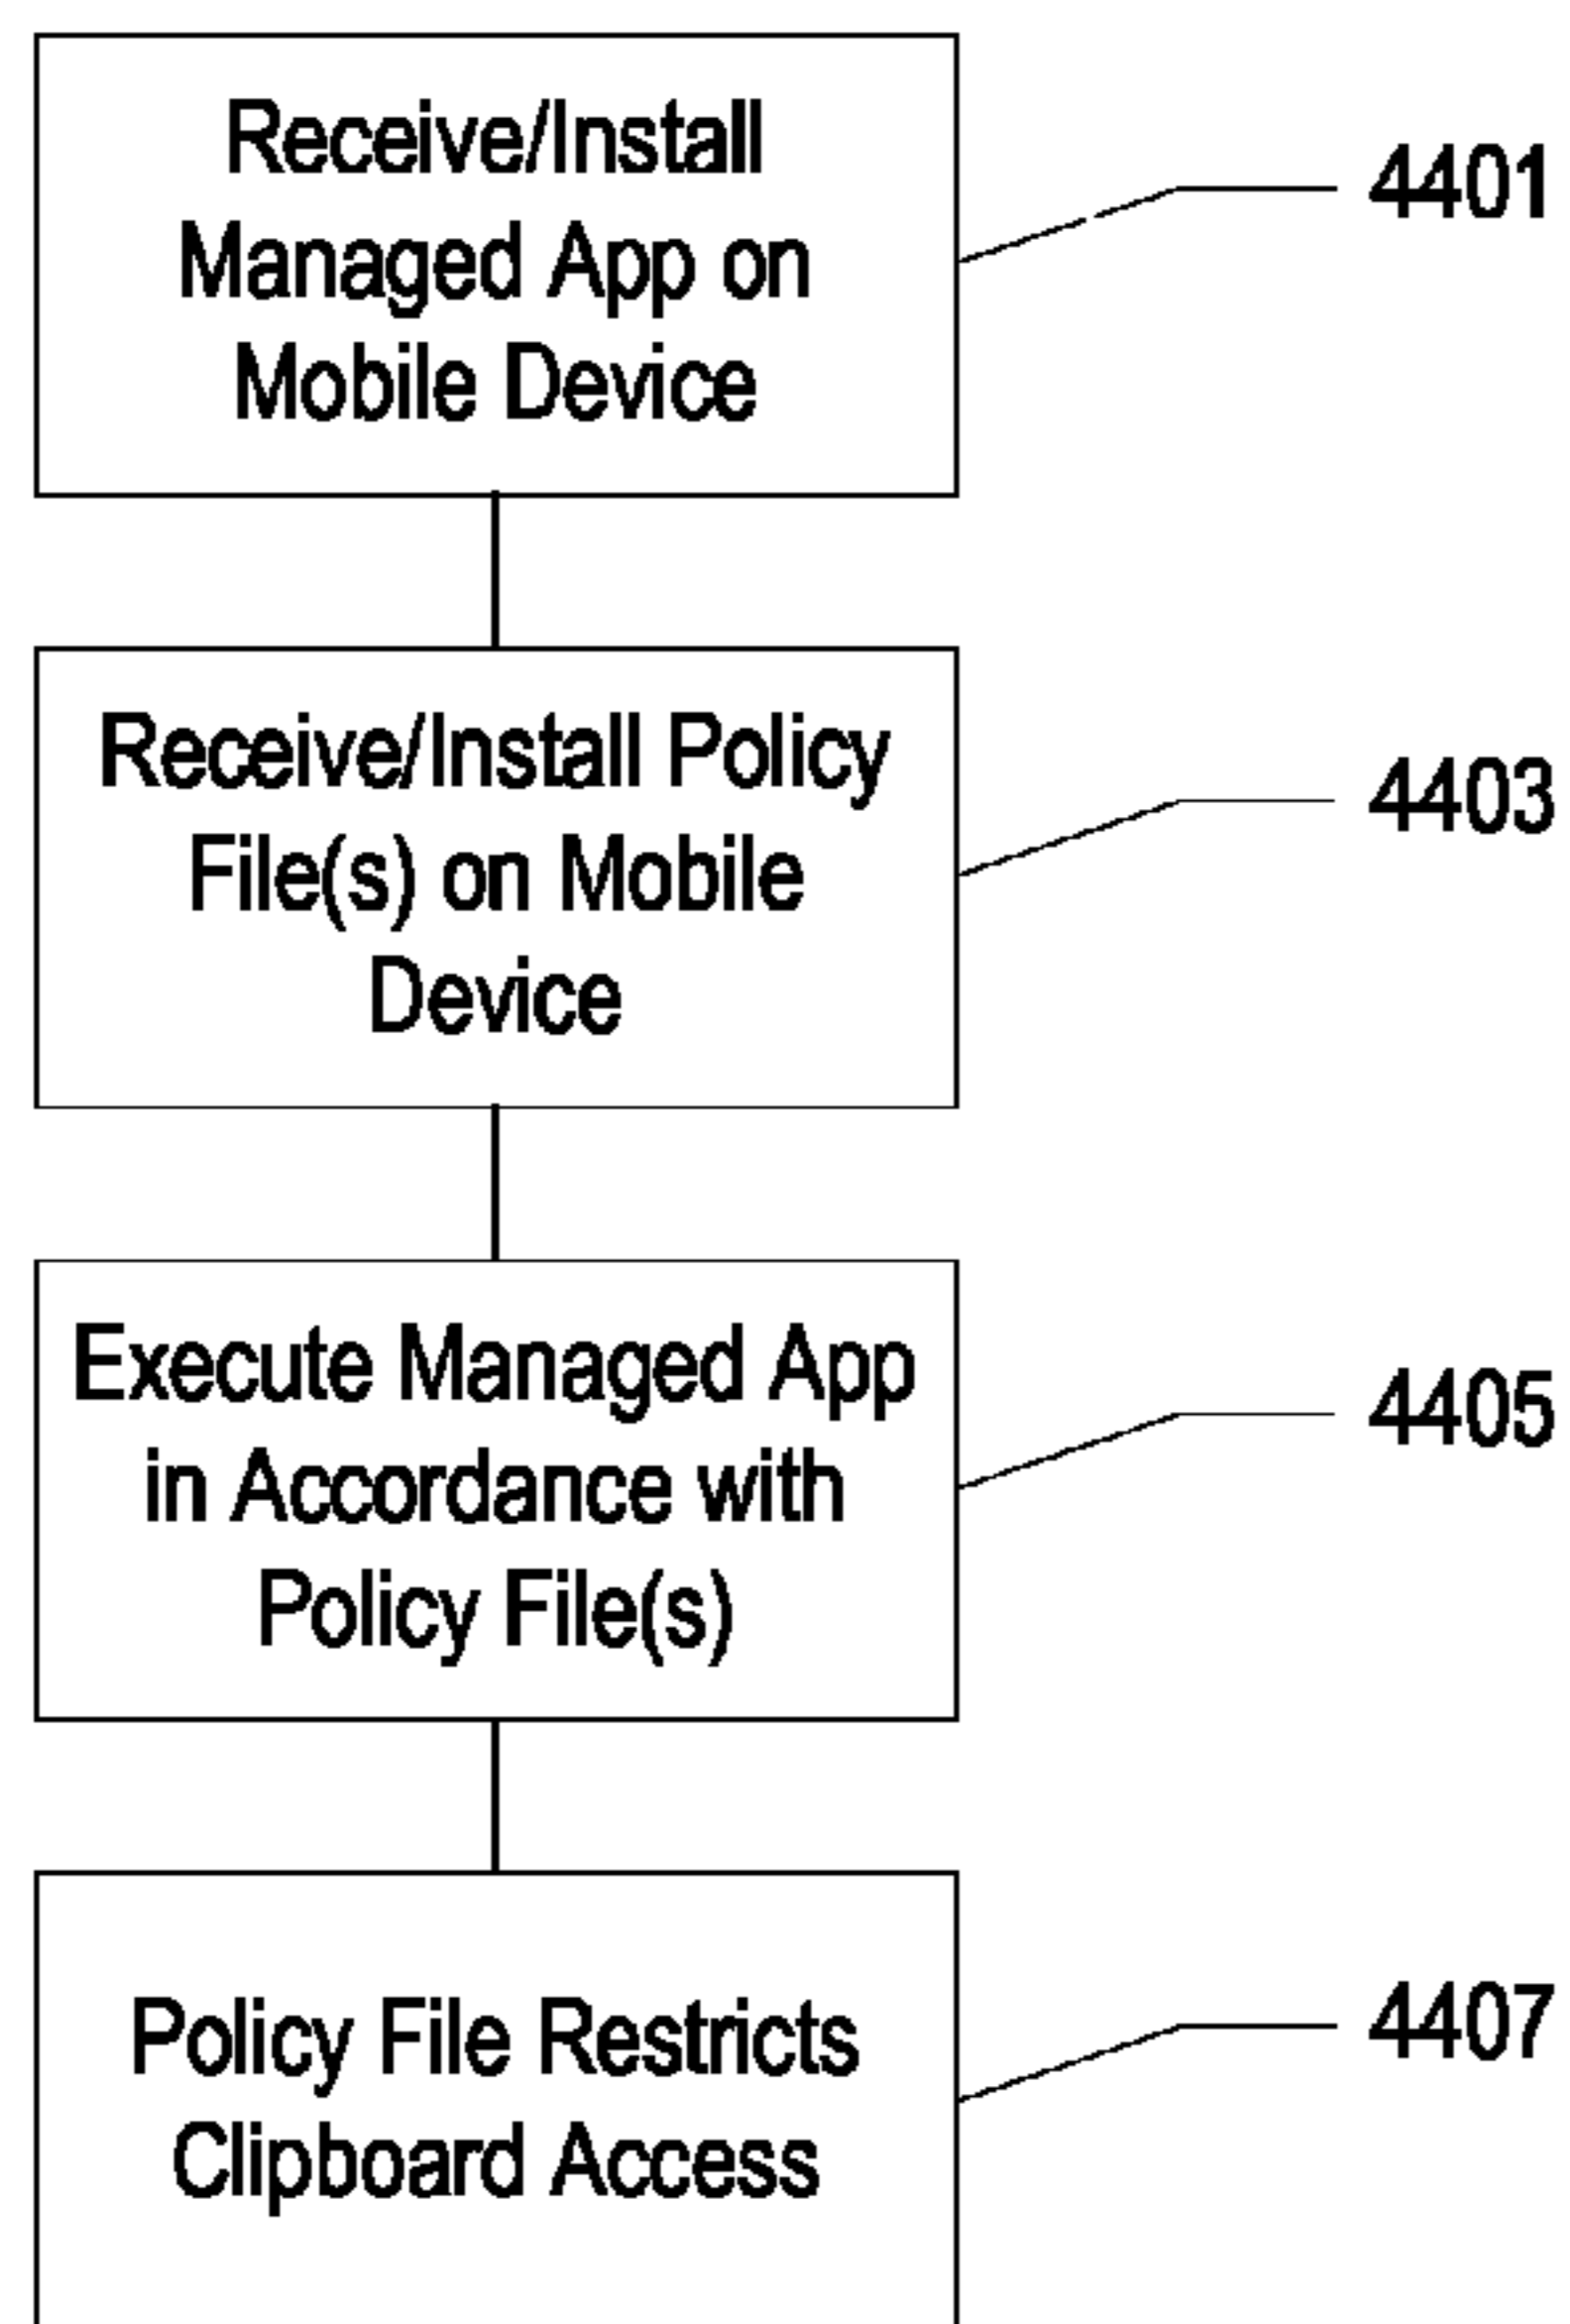 Receive/Install
Managed App on
Mobile Device
4401
Receive/Install Policy
File(s) on Mobile
Device
4403
Execute Managed App
in Accordance with
Policy File(s)
4405
Policy File Restricts
Clipboard Access
4407